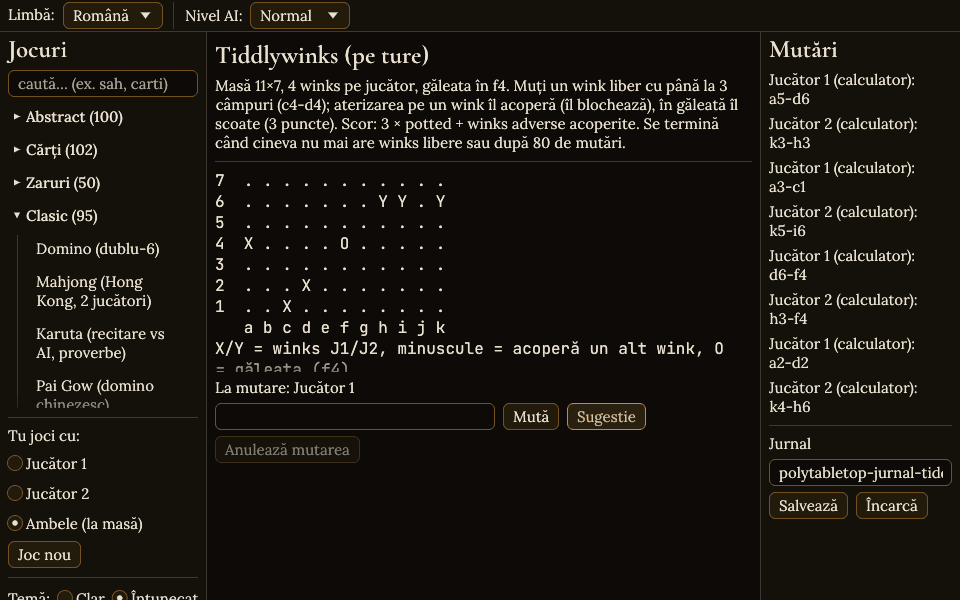 Limbă: Română ▼ Nivel AI: Normal ▼
Jocuri
caută... (ex. sah, carti)
▸ Abstract (100)
▸ Cărți (102)
▸ Zaruri (50)
▾ Clasic (95)
Domino (dublu-6)
Mahjong (Hong
Kong, 2 jucători)
Karuta (recitare vs
AI, proverbe)
Pai Gow (domino
chinezesc)
Tu joci cu:
Jucător 1
Jucător 2
Ambele (la masă)
Joc nou
Temă: Clar Întunecat
Tiddlywinks (pe ture)
Masă 11×7, 4 winks pe jucător, găleata în f4. Muți un wink liber cu până la 3
câmpuri (c4-d4); aterizarea pe un wink îl acoperă (îl blochează), în găleată îl
scoate (3 puncte). Scor: 3 × potted + winks adverse acoperite. Se termină
când cineva nu mai are winks libere sau după 80 de mutări.
7 . . . . . . . . . . .
6 . . . . . . . Y Y . Y
5 . . . . . . . . . . .
4 X . . . . O . . . . .
3 . . . . . . . . . . .
2 . . . X . . . . . . .
1 . . X . . . . . . . .
a b c d e f g h i j k
X/Y = winks J1/J2, minuscule = acoperă un alt wink, O
= găleata (f4)
La mutare: Jucător 1
Mută Sugestie
Anulează mutarea
Mutări
Jucător 1 (calculator):
a5-d6
Jucător 2 (calculator):
k3-h3
Jucător 1 (calculator):
a3-c1
Jucător 2 (calculator):
k5-i6
Jucător 1 (calculator):
d6-f4
Jucător 2 (calculator):
h3-f4
Jucător 1 (calculator):
a2-d2
Jucător 2 (calculator):
k4-h6
Jurnal
polytabletop-jurnal-tid
Salvează Încarcă